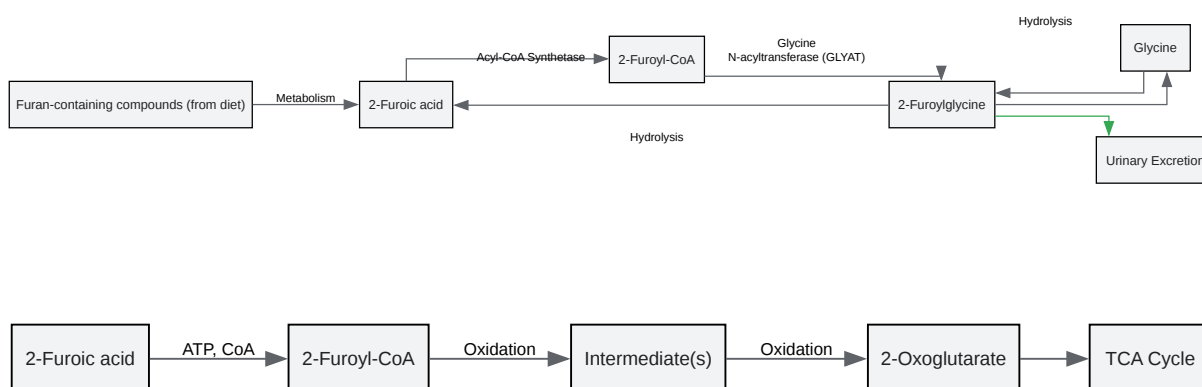 Hydrolysis
Glycine
Glycine
N-acyltransferase (GLYAT)
Acyl-CoA Synthetase
2-Furoyl-CoA
Furan-containing compounds (from diet)
Metabolism
2-Furoic acid
2-Furoylglycine
Hydrolysis
Urinary Excretion
2-Furoic acid
ATP, CoA
2-Furoyl-CoA
Oxidation
Intermediate(s)
Oxidation
2-Oxoglutarate
TCA Cycle